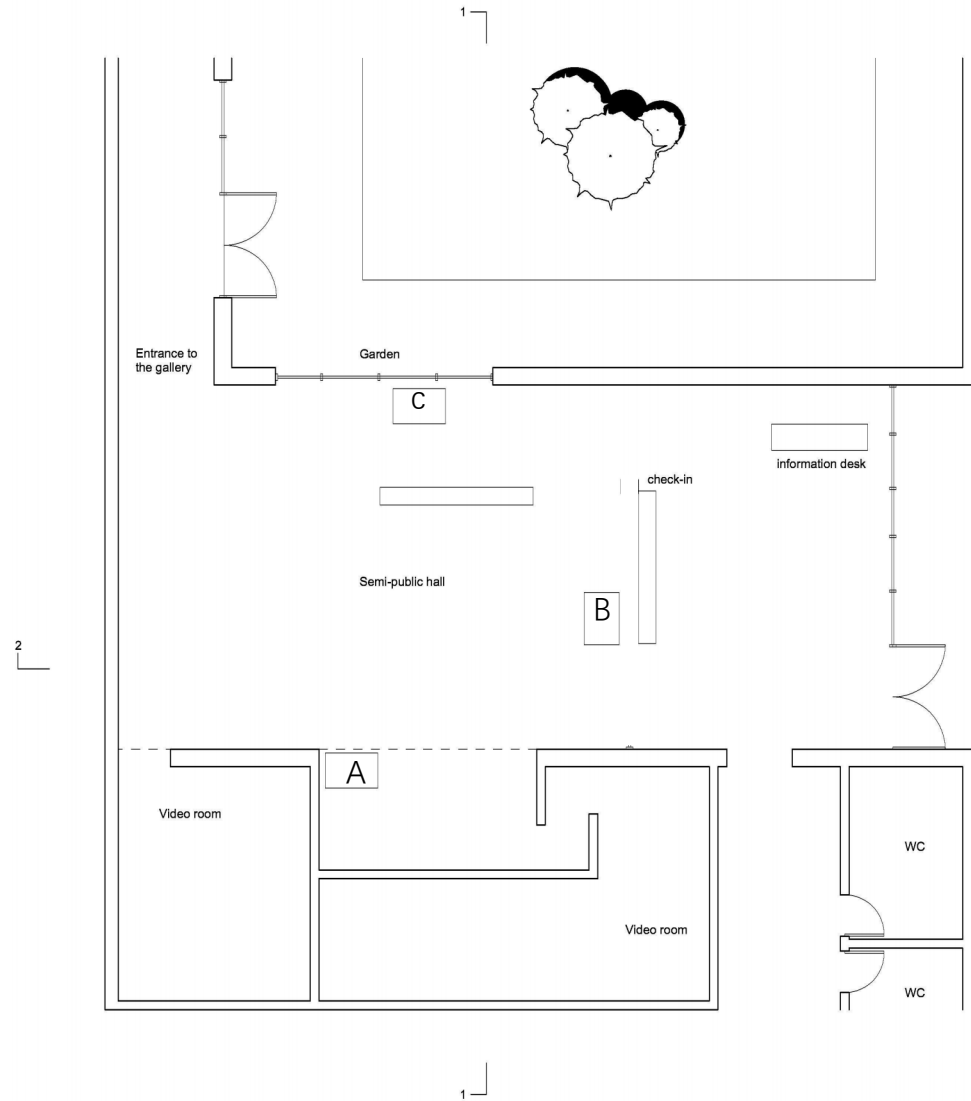 1
Entrance to
the gallery
Garden
C
information desk
check-in
Semi-public hall
B
2
A
Video room
WC
Video room
WC
1